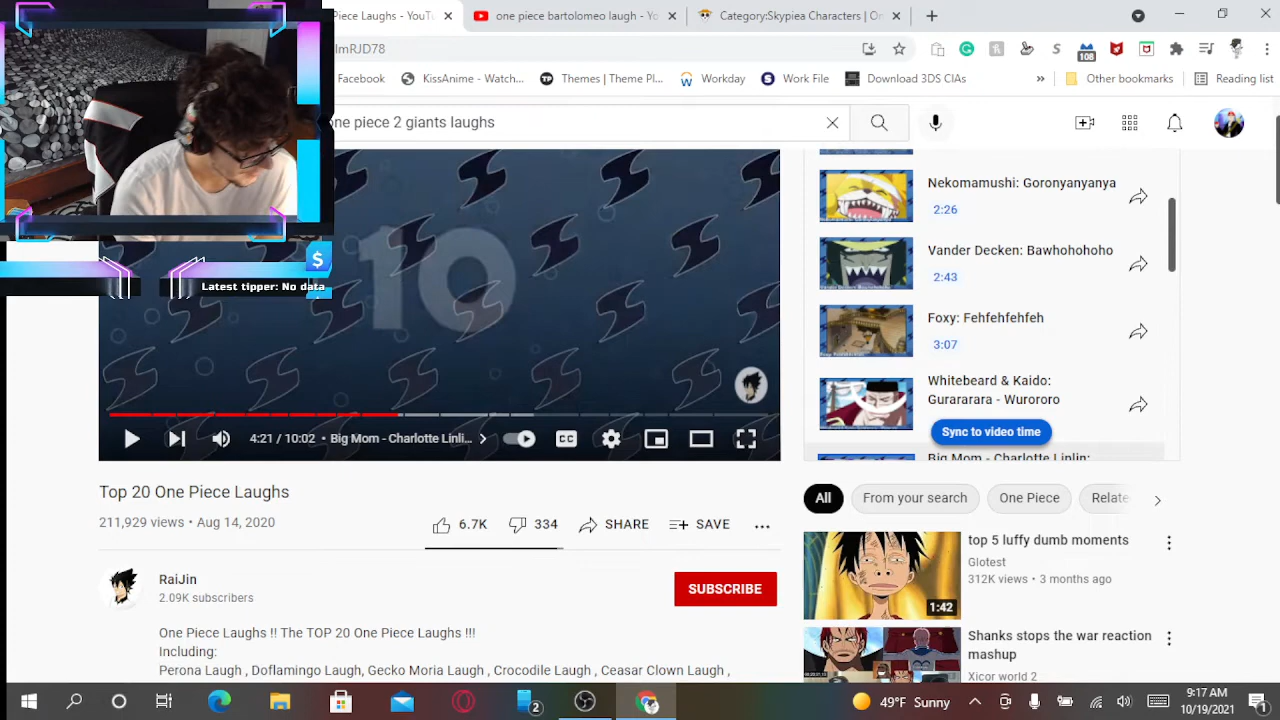 Piece Laughs - YouTu
one piece bartolomeo laugh - Yo
Category:Skypiea Characters | On
lmRJD78
108
Facebook
KissAnime - Watch...
Themes | Theme Pl...
Workday
Work File
Download 3DS CIAs
»
Other bookmarks
Reading list
ne piece 2 giants laughs
$
Latest tipper: No data
10
4:21 / 10:02 • Big Mom - Charlotte Linli...
CC
Nekomamushi: Goronyanyanya
2:26
Vander Decken: Bawhohohoho
2:43
Foxy: Fehfehfehfeh
3:07
Whitebeard & Kaido:
Gurararara - Wurororo
Sync to video time
Big Mom - Charlotte Linlin:
Top 20 One Piece Laughs
211,929 views • Aug 14, 2020
6.7K
334
SHARE
SAVE
RaiJin
2.09K subscribers
SUBSCRIBE
One Piece Laughs !! The TOP 20 One Piece Laughs !!!
Including:
Perona Laugh , Doflamingo Laugh, Gecko Moria Laugh , Crocodile Laugh , Ceasar Clown Laugh ,
All
From your search
One Piece
Relate
top 5 luffy dumb moments
Glotest
312K views • 3 months ago
1:42
Shanks stops the war reaction
mashup
Xicor world 2
2
49°F Sunny
9:17 AM
10/19/2021
1